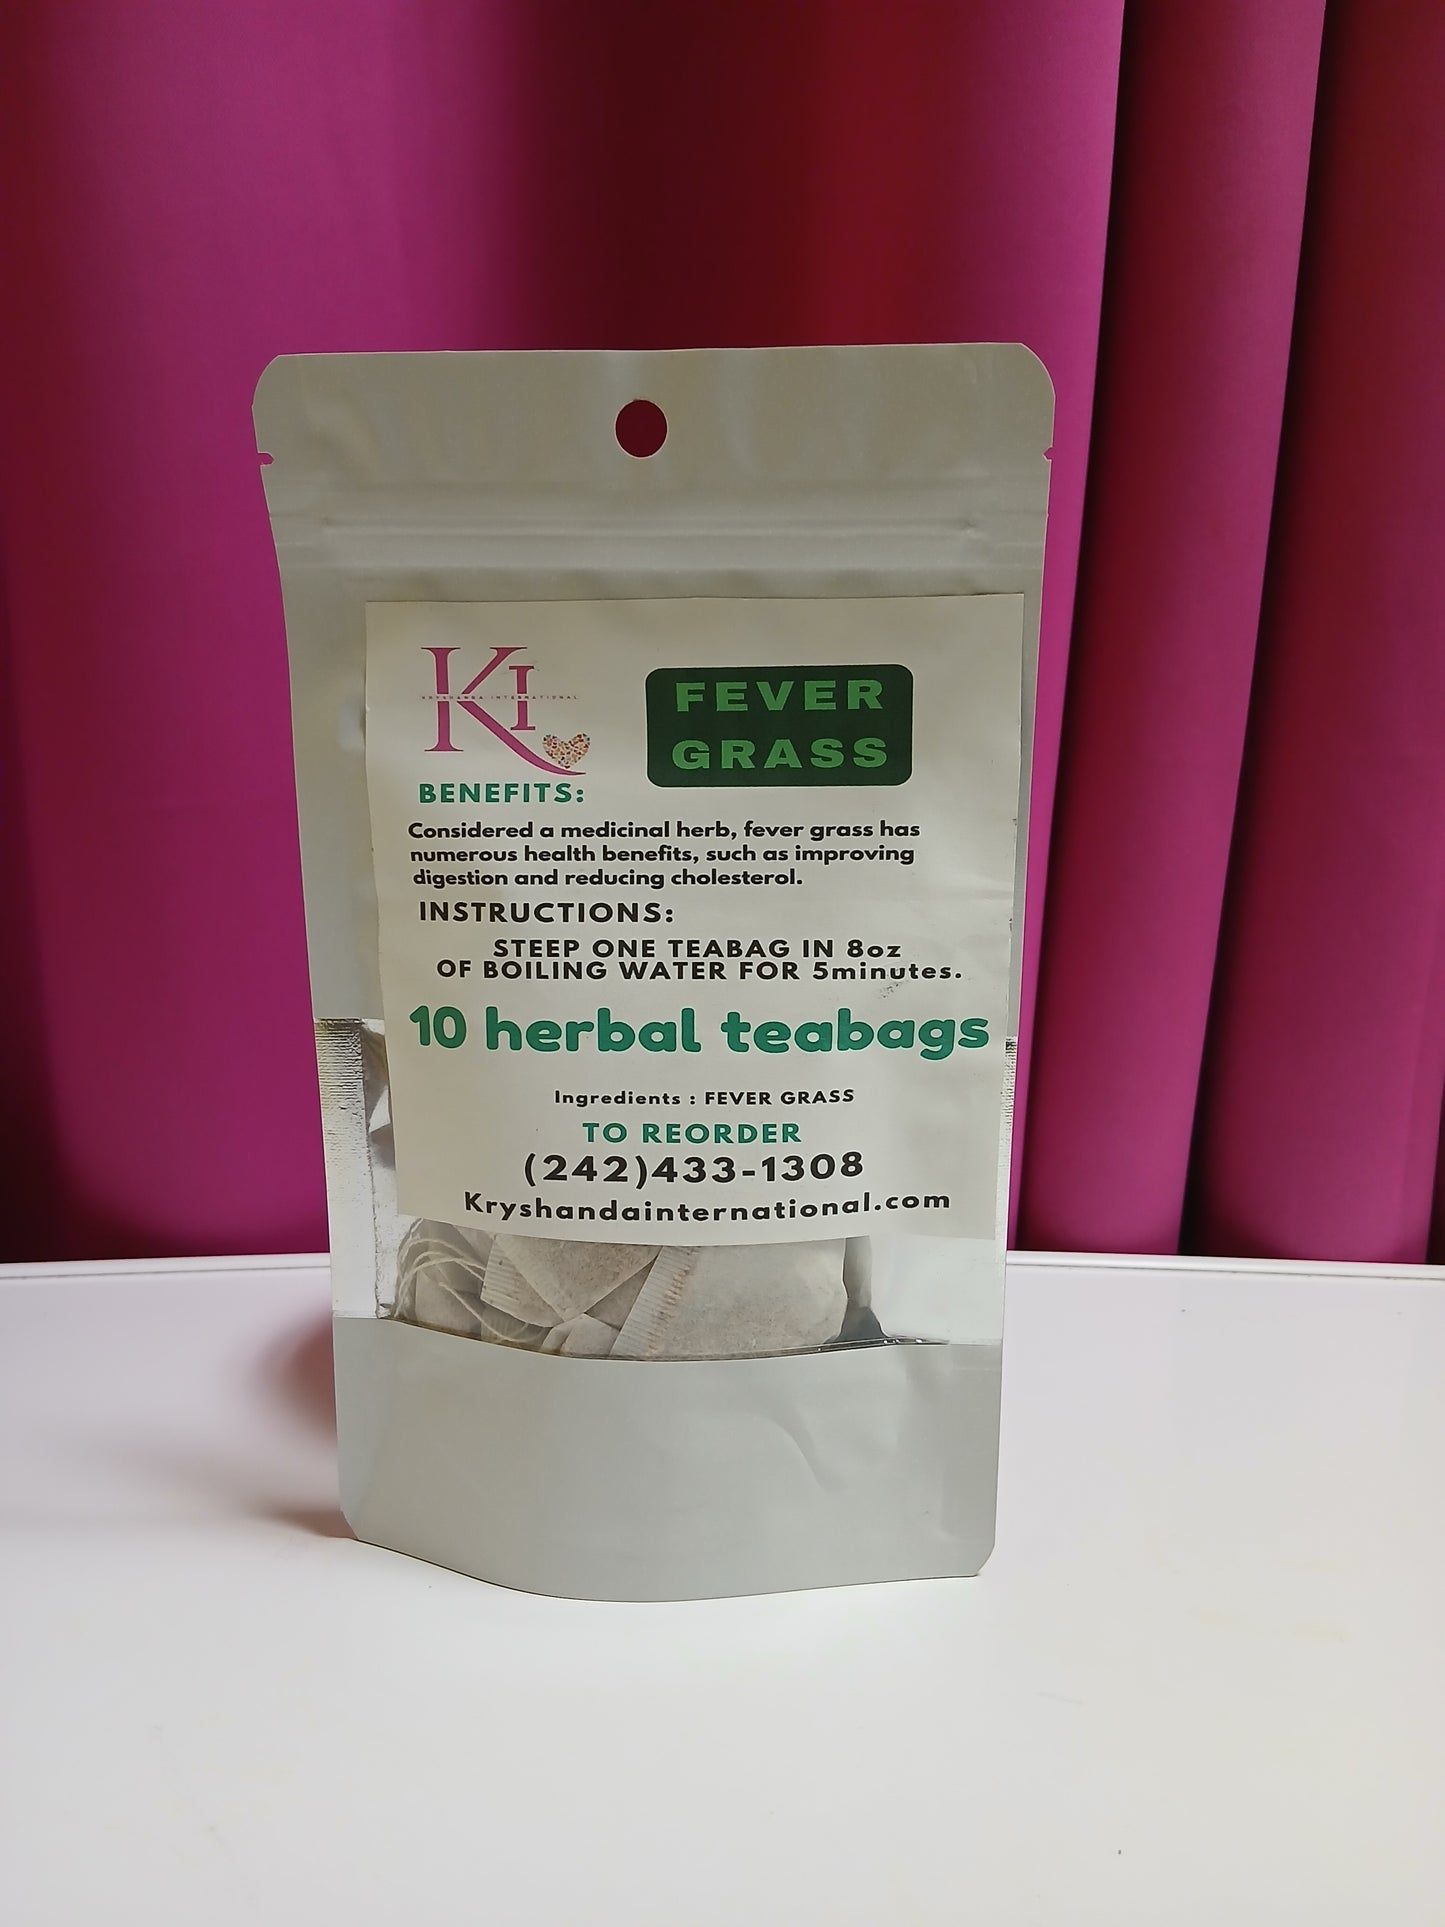 KI
KRYSHANDA INTERNATIONAL
FEVER
GRASS
BENEFITS:
Considered a medicinal herb, fever grass has
numerous health benefits, such as improving
digestion and reducing cholesterol.
INSTRUCTIONS:
STEEP ONE TEABAG IN 8oz
OF BOILING WATER FOR 5minutes.
10 herbal teabags
Ingredients : FEVER GRASS
TO REORDER
(242)433-1308
Kryshandainternational.com